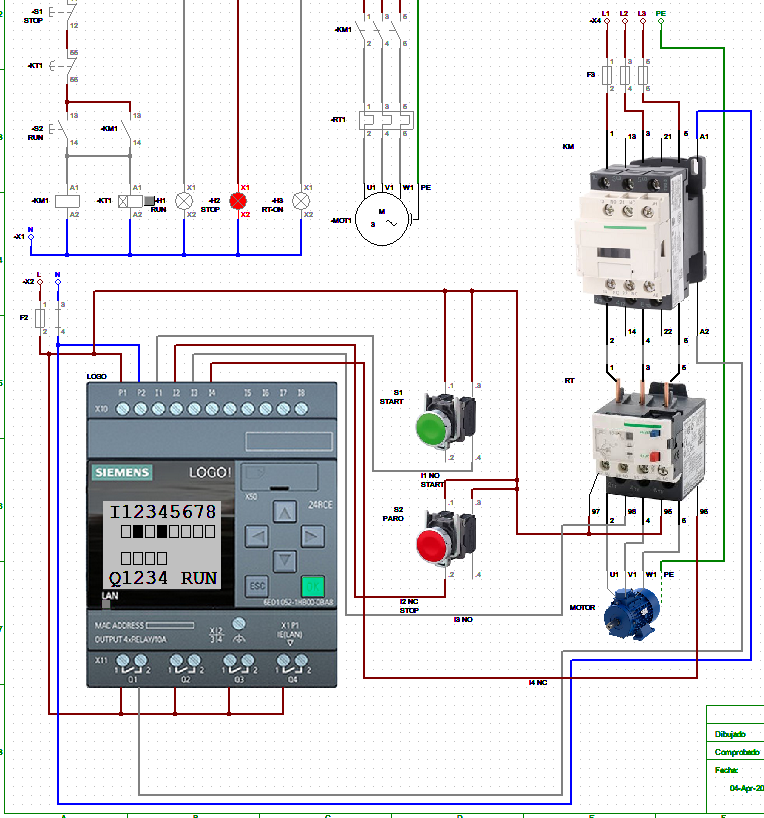 -S1
STOP
12
55
-KT1
56
13
-S2
RUN
14
13
-KM1
14
-KM1
A1
A2
-KT1
A1
A2
-H1
RUN
X1
X2
-H2
STOP
X1
X2
-H3
RT-ON
X1
X2
-X1
N
-KM1
1 3 5
2 4 6
-RT1
1 3 5
2 4 6
U1 V1 W1 PE
-MOT1
M
3
-X4
L1 L2 L3 PE
F3
1 3 5
2 4 6
KM
1 13 3 21 5 A1
2 14 4 22 6 A2
RT
1 3 5
97 2 98 4 95 6 96
U1 V1 W1 PE
MOTOR
-X2
L N
F2
1 3
2 4
LOGO
P1 P2 I1 I2 I3 I4 I5 I6 I7 I8
X10
SIEMENS
LOGO!
X50
24RCE
I12345678
Q1234 RUN
ESC
OK
LAN
6ED1052-1HB00-0BA8
MAC ADDRESS
OUTPUT 4xRELAY/10A
X12
3|4
X1P1
IE(LAN)
X11
1 2 1 2 1 2 1 2
Q1 Q2 Q3 Q4
S1
START
.1 .3
.2 .4
I1 NO
START
S2
PARO
.1 .3
.2 .4
I2 NC
STOP
I3 NO
I4 NC
Dibujado
Comprobado
Fecha:
04-Apr-20
A B C D E F